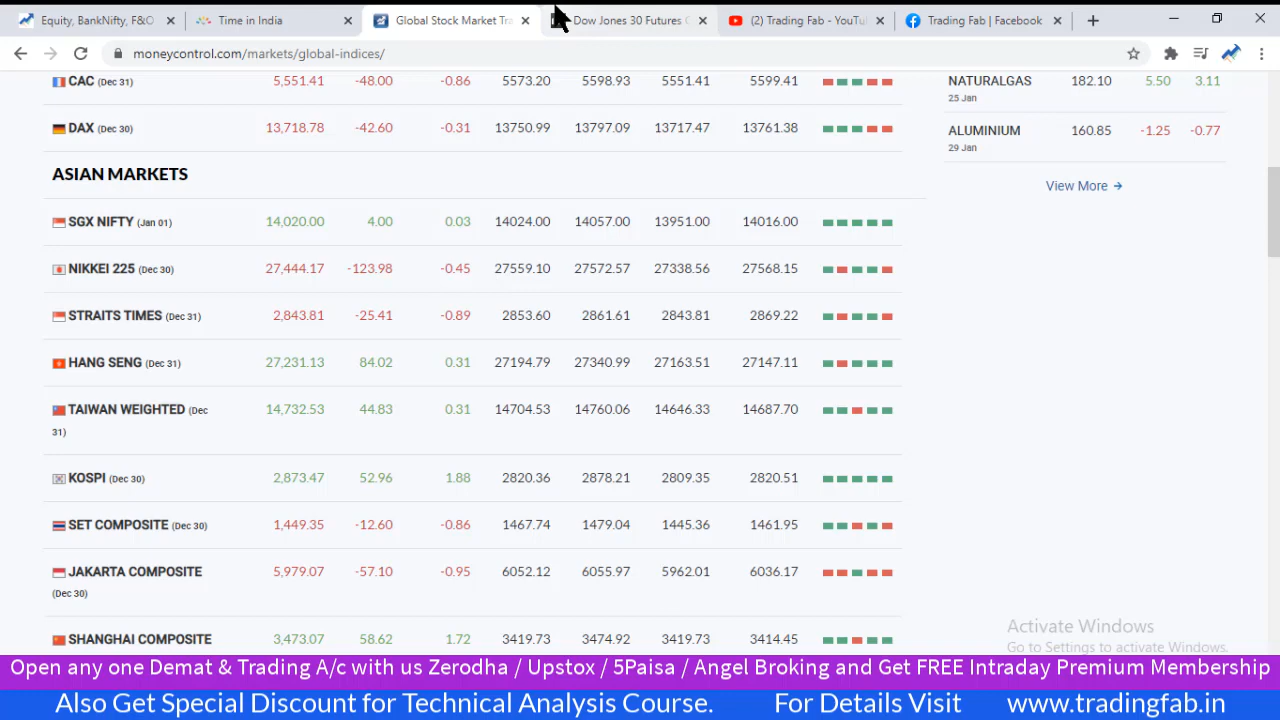 Equity, BankNifty, F&O
Time in India
Global Stock Market Tra
Dow Jones 30 Futures C
(2) Trading Fab - YouTu
Trading Fab | Facebook
moneycontrol.com/markets/global-indices/
CAC (Dec 31) 5,551.41 -48.00 -0.86 5573.20 5598.93 5551.41 5599.41
DAX (Dec 30) 13,718.78 -42.60 -0.31 13750.99 13797.09 13717.47 13761.38
ASIAN MARKETS
SGX NIFTY (Jan 01) 14,020.00 4.00 0.03 14024.00 14057.00 13951.00 14016.00
NIKKEI 225 (Dec 30) 27,444.17 -123.98 -0.45 27559.10 27572.57 27338.56 27568.15
STRAITS TIMES (Dec 31) 2,843.81 -25.41 -0.89 2853.60 2861.61 2843.81 2869.22
HANG SENG (Dec 31) 27,231.13 84.02 0.31 27194.79 27340.99 27163.51 27147.11
TAIWAN WEIGHTED (Dec 14,732.53 44.83 0.31 14704.53 14760.06 14646.33 14687.70
31)
KOSPI (Dec 30) 2,873.47 52.96 1.88 2820.36 2878.21 2809.35 2820.51
SET COMPOSITE (Dec 30) 1,449.35 -12.60 -0.86 1467.74 1479.04 1445.36 1461.95
JAKARTA COMPOSITE 5,979.07 -57.10 -0.95 6052.12 6055.97 5962.01 6036.17
(Dec 30)
SHANGHAI COMPOSITE 3,473.07 58.62 1.72 3419.73 3474.92 3419.73 3414.45
NATURALGAS 182.10 5.50 3.11
25 Jan
ALUMINIUM 160.85 -1.25 -0.77
29 Jan
View More →
Activate Windows
Go to Settings to activate Windows.
Open any one Demat & Trading A/c with us Zerodha / Upstox / 5Paisa / Angel Broking and Get FREE Intraday Premium Membership
Also Get Special Discount for Technical Analysis Course. For Details Visit www.tradingfab.in